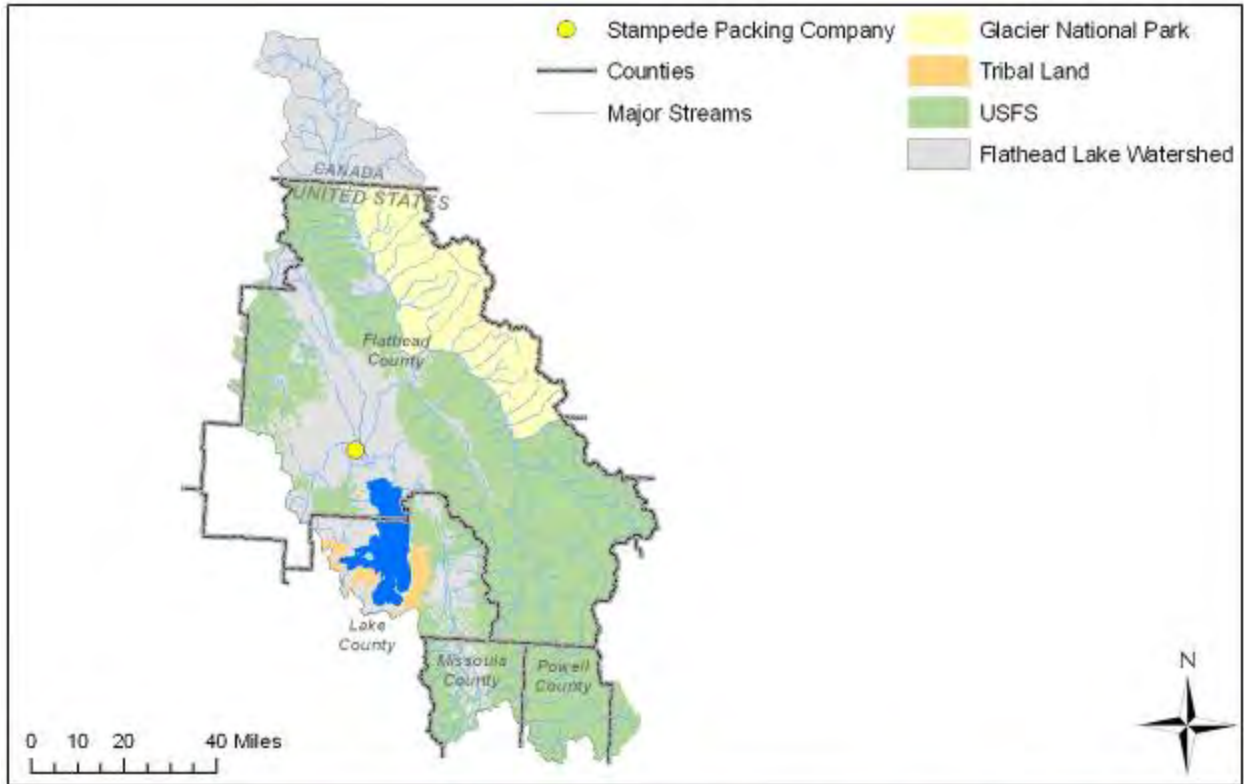 Stampede Packing Company
Counties
Major Streams
Glacier National Park
Tribal Land
USFS
Flathead Lake Watershed
CANADA
UNITED STATES
Flathead
County
Lake
County
Missoula
County
Powell
County
N
0 10 20 40 Miles